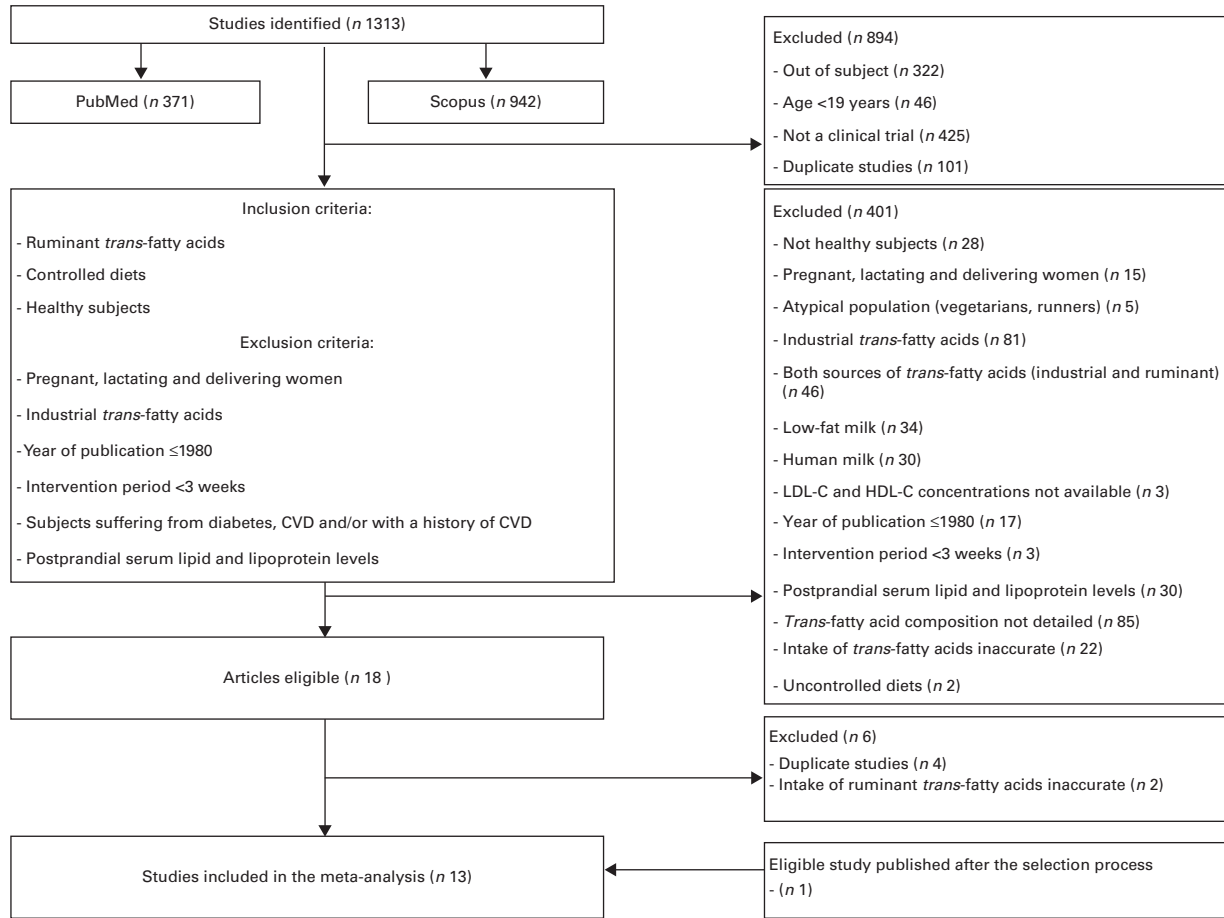 Studies identified (n 1313)
PubMed (n 371)
Scopus (n 942)
Excluded (n 894)
- Out of subject (n 322)
- Age <19 years (n 46)
- Not a clinical trial (n 425)
- Duplicate studies (n 101)
Inclusion criteria:
- Ruminant trans-fatty acids
- Controlled diets
- Healthy subjects
Exclusion criteria:
- Pregnant, lactating and delivering women
- Industrial trans-fatty acids
- Year of publication ≤1980
- Intervention period <3 weeks
- Subjects suffering from diabetes, CVD and/or with a history of CVD
- Postprandial serum lipid and lipoprotein levels
Excluded (n 401)
- Not healthy subjects (n 28)
- Pregnant, lactating and delivering women (n 15)
- Atypical population (vegetarians, runners) (n 5)
- Industrial trans-fatty acids (n 81)
- Both sources of trans-fatty acids (industrial and ruminant)
(n 46)
- Low-fat milk (n 34)
- Human milk (n 30)
- LDL-C and HDL-C concentrations not available (n 3)
- Year of publication ≤1980 (n 17)
- Intervention period <3 weeks (n 3)
- Postprandial serum lipid and lipoprotein levels (n 30)
- Trans-fatty acid composition not detailed (n 85)
- Intake of trans-fatty acids inaccurate (n 22)
- Uncontrolled diets (n 2)
Articles eligible (n 18 )
Excluded (n 6)
- Duplicate studies (n 4)
- Intake of ruminant trans-fatty acids inaccurate (n 2)
Studies included in the meta-analysis (n 13)
Eligible study published after the selection process
- (n 1)